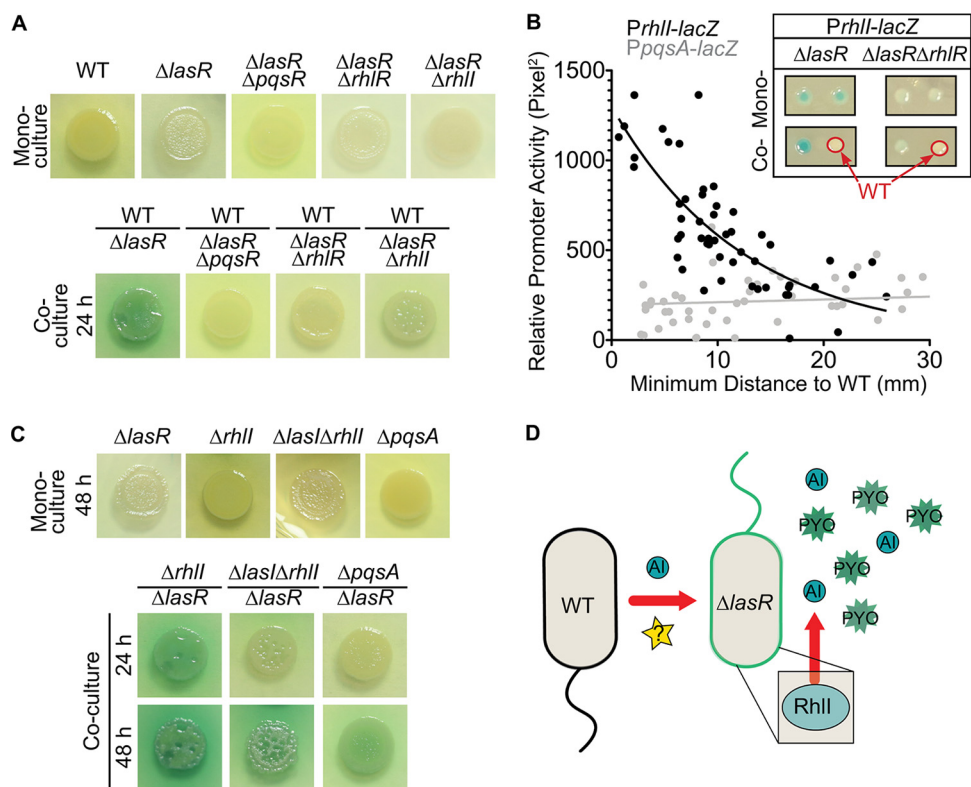 A
WT
ΔlasR
ΔlasR
ΔpqsR
ΔlasR
ΔrhlR
ΔlasR
ΔrhlI
Mono-
culture
WT
ΔlasR
WT
ΔlasR
ΔpqsR
WT
ΔlasR
ΔrhlR
WT
ΔlasR
ΔrhlI
Co-
culture
24 h
B
PrhlI-lacZ
PpqsA-lacZ
PrhlI-lacZ
ΔlasR
ΔlasRΔrhlR
Mono-
Co-
WT
Relative Promoter Activity (Pixel²)
1500
1000
500
0
0 10 20 30
Minimum Distance to WT (mm)
C
ΔlasR ΔrhlI ΔlasIΔrhlI ΔpqsA
Mono-
culture
48 h
ΔrhlI
ΔlasR
ΔlasIΔrhlI
ΔlasR
ΔpqsA
ΔlasR
Co-culture
24 h
48 h
D
WT
AI
?
ΔlasR
AI
PYO
PYO
PYO
AI
PYO
AI
PYO
RhlI